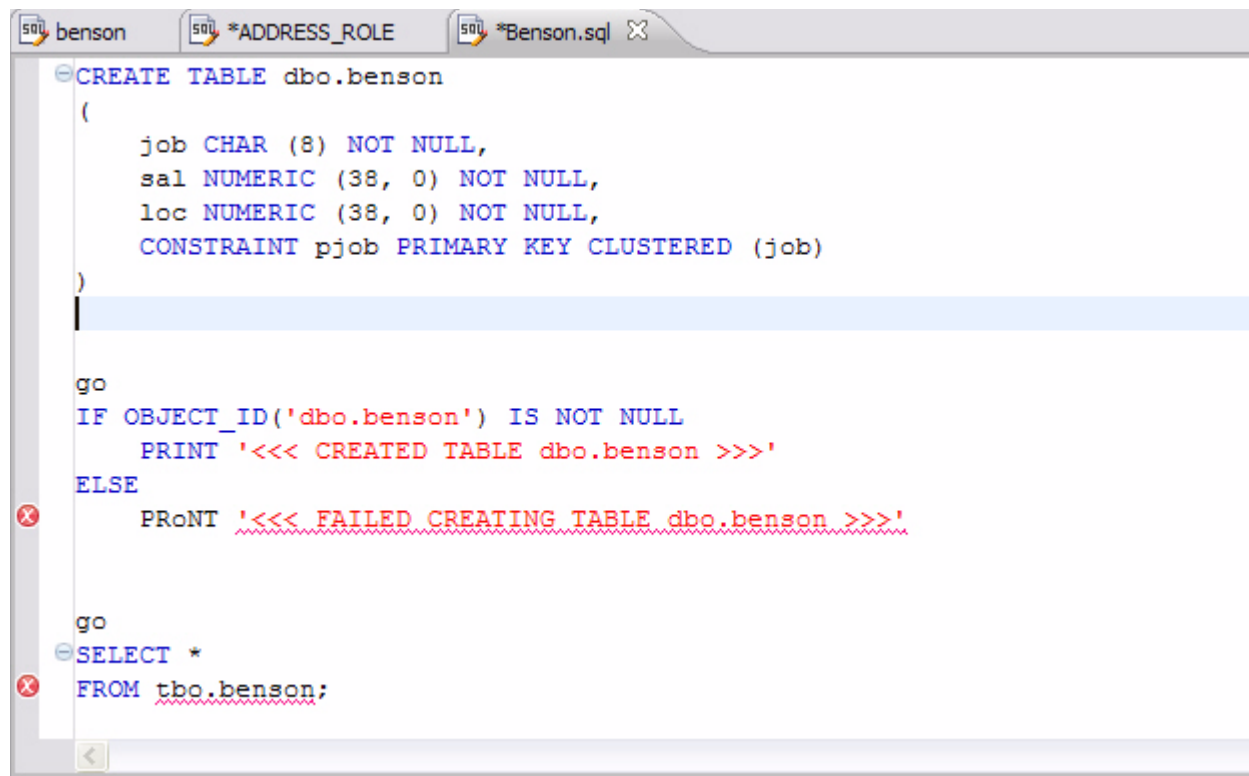 benson *ADDRESS_ROLE *Benson.sql
CREATE TABLE dbo.benson
(
job CHAR (8) NOT NULL,
sal NUMERIC (38, 0) NOT NULL,
loc NUMERIC (38, 0) NOT NULL,
CONSTRAINT pjob PRIMARY KEY CLUSTERED (job)
)
go
IF OBJECT_ID('dbo.benson') IS NOT NULL
PRINT '<<< CREATED TABLE dbo.benson >>>'
ELSE
PRoNT '<<< FAILED CREATING TABLE dbo.benson >>>'
go
SELECT *
FROM tbo.benson;